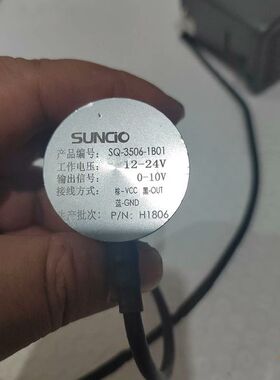 SUNGO
产品编号: SQ-3506-1B01
工作电压: 12-24V
输出信号: 0-10V
接线方式: 棕-VCC 黑-OUT
蓝-GND
生产批次: P/N: H1806